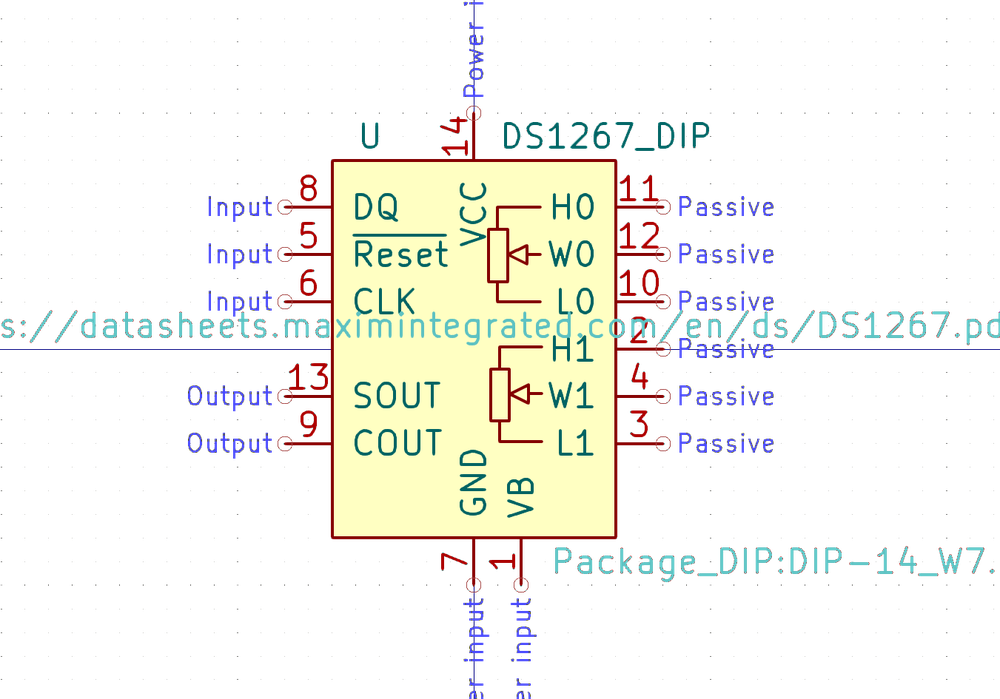 Power i
14
U
DS1267_DIP
VCC
Input 8 DQ
H0 11 Passive
Input 5 Reset
W0 12 Passive
Input 6 CLK
L0 10 Passive
s://datasheets.maximintegrated.com/en/ds/DS1267.pd
H1 2 Passive
Output 13 SOUT
W1 4 Passive
Output 9 COUT
L1 3 Passive
GND
VB
7
1
Package_DIP:DIP-14_W7.
er input
er input